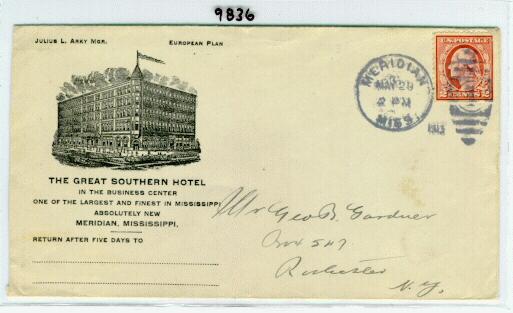 9836
JULIUS L. ARKY MGR. EUROPEAN PLAN
THE GREAT SOUTHERN HOTEL
IN THE BUSINESS CENTER
ONE OF THE LARGEST AND FINEST IN MISSISSIPPI
ABSOLUTELY NEW
MERIDIAN, MISSISSIPPI.
RETURN AFTER FIVE DAYS TO
MERIDIAN
MAY 29
2 PM
MISS.
U.S. POSTAGE
2 CENTS 2
Mr Geo B. Gardner
Box 547
Rochester
N.Y.